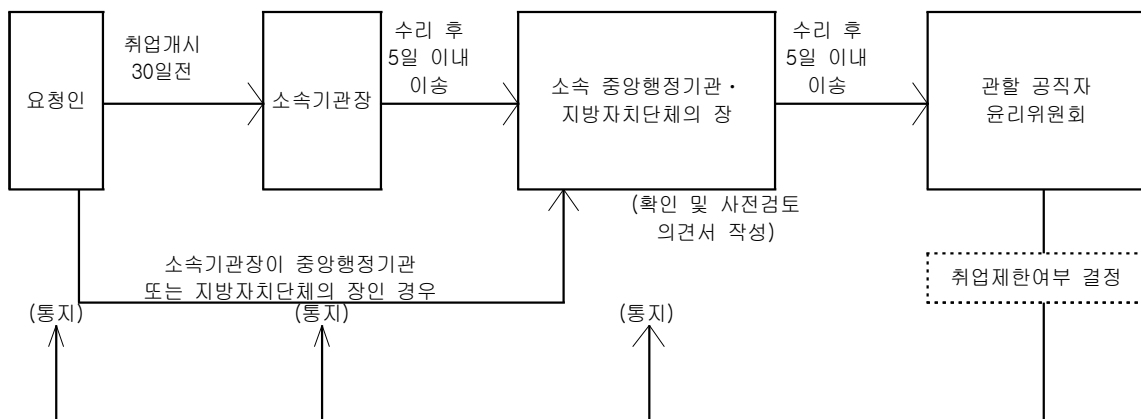 요청인
취업개시
30일전
소속기관장
수리 후
5일 이내
이송
소속 중앙행정기관·
지방자치단체의 장
수리 후
5일 이내
이송
관할 공직자
윤리위원회
(확인 및 사전검토
의견서 작성)
소속기관장이 중앙행정기관
또는 지방자치단체의 장인 경우
취업제한여부 결정
(통지)
(통지)
(통지)